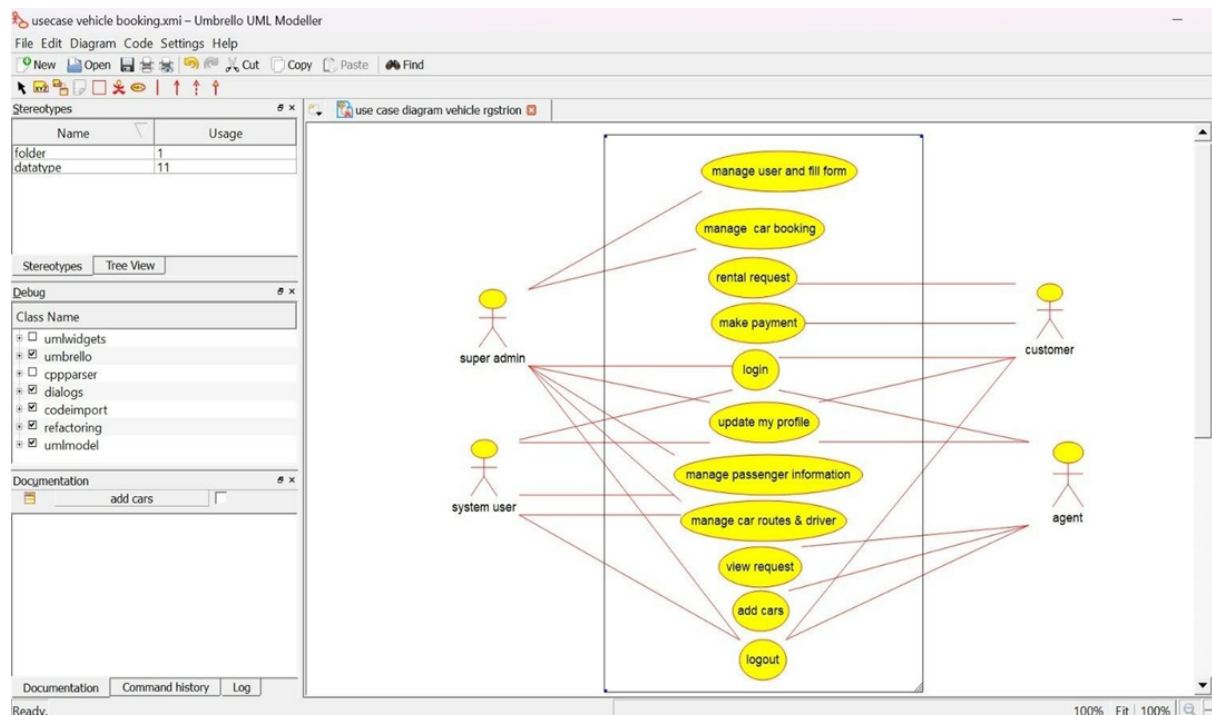 usecase vehicle booking.xmi – Umbrello UML Modeller
File Edit Diagram Code Settings Help
New Open Cut Copy Paste Find
XYZ
Stereotypes
use case diagram vehicle rgstrion
Name Usage
folder 1
datatype 11
Stereotypes Tree View
Debug
Class Name
umlwidgets
umbrello
cppparser
dialogs
codeimport
refactoring
umlmodel
Documentation
add cars
Documentation Command history Log
manage user and fill form
manage car booking
rental request
make payment
login
update my profile
manage passenger information
manage car routes & driver
view request
add cars
logout
super admin
system user
customer
agent
Ready.
100% Fit 100%